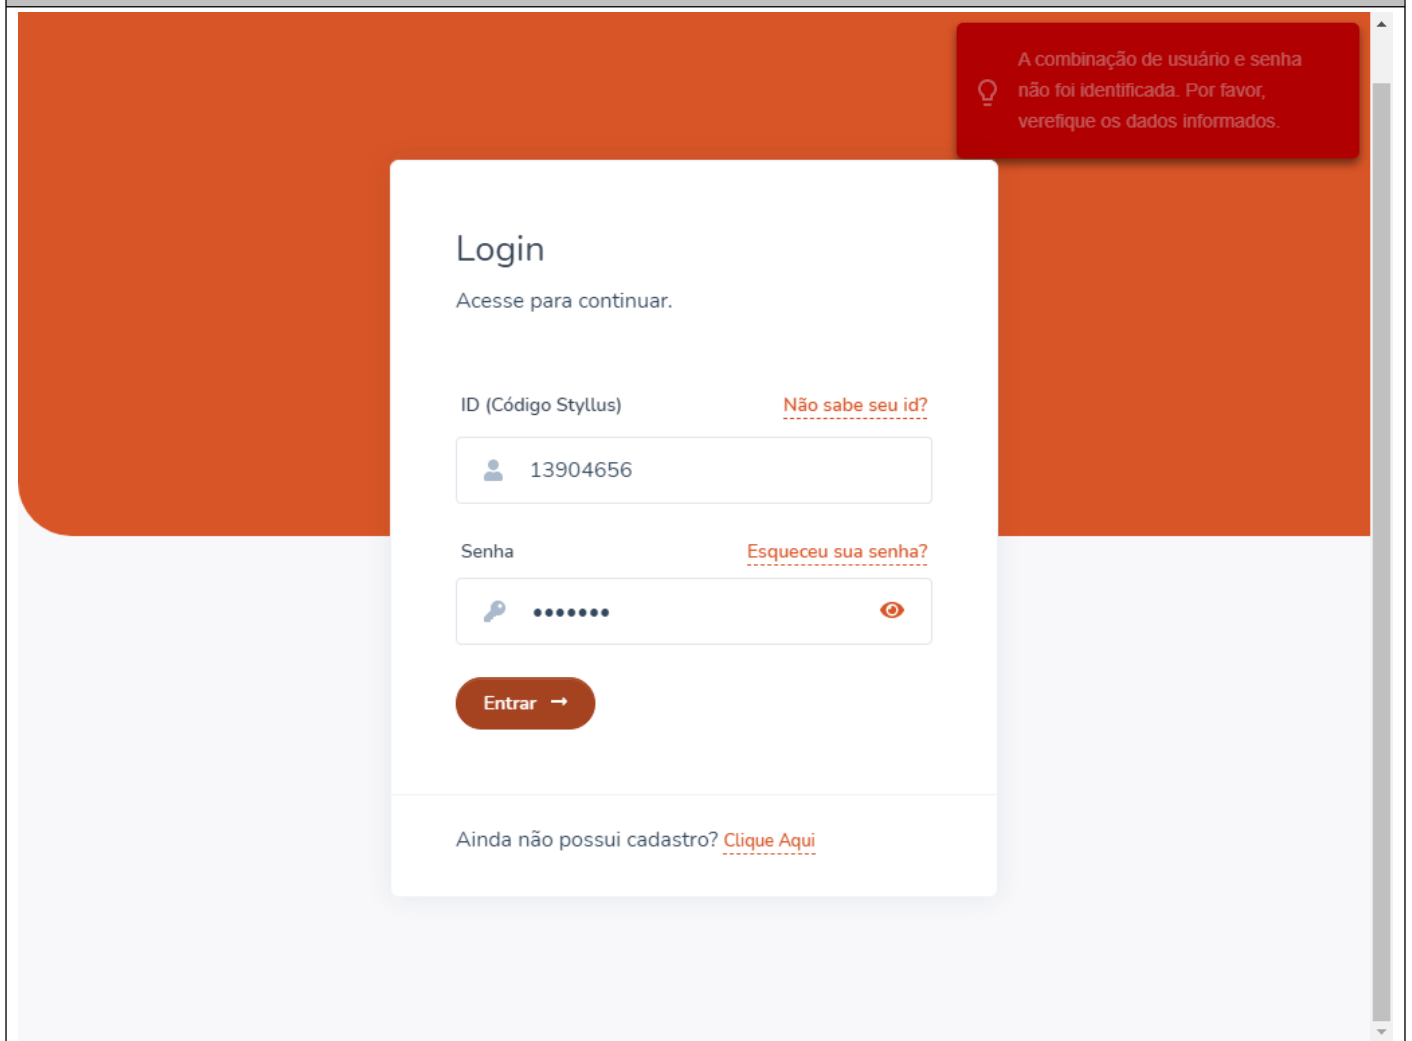 A combinação de usuário e senha
não foi identificada. Por favor,
verefique os dados informados.
Login
Acesse para continuar.
ID (Código Styllus) Não sabe seu id?
13904656
Senha Esqueceu sua senha?
•••••••
Entrar →
Ainda não possui cadastro? Clique Aqui